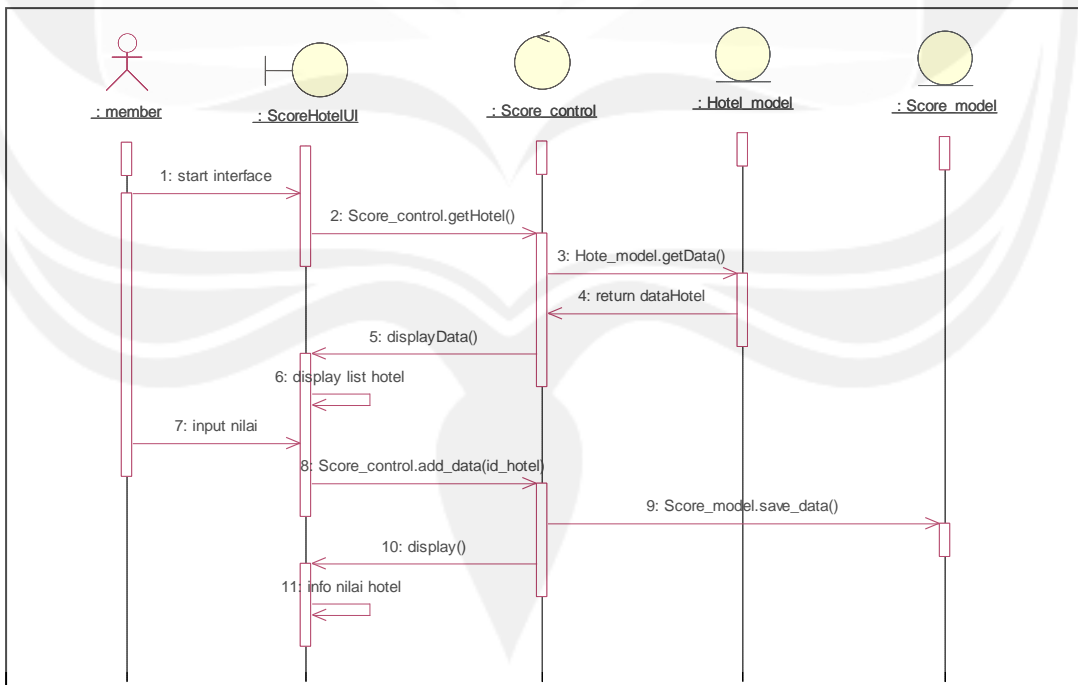 : member
: ScoreHotelUI
: Score_control
: Hotel_model
: Score_model
1: start interface
2: Score_control.getHotel()
3: Hote_model.getData()
4: return dataHotel
5: displayData()
6: display list hotel
7: input nilai
8: Score_control.add_data(id_hotel)
9: Score_model.save_data()
10: display()
11: info nilai hotel